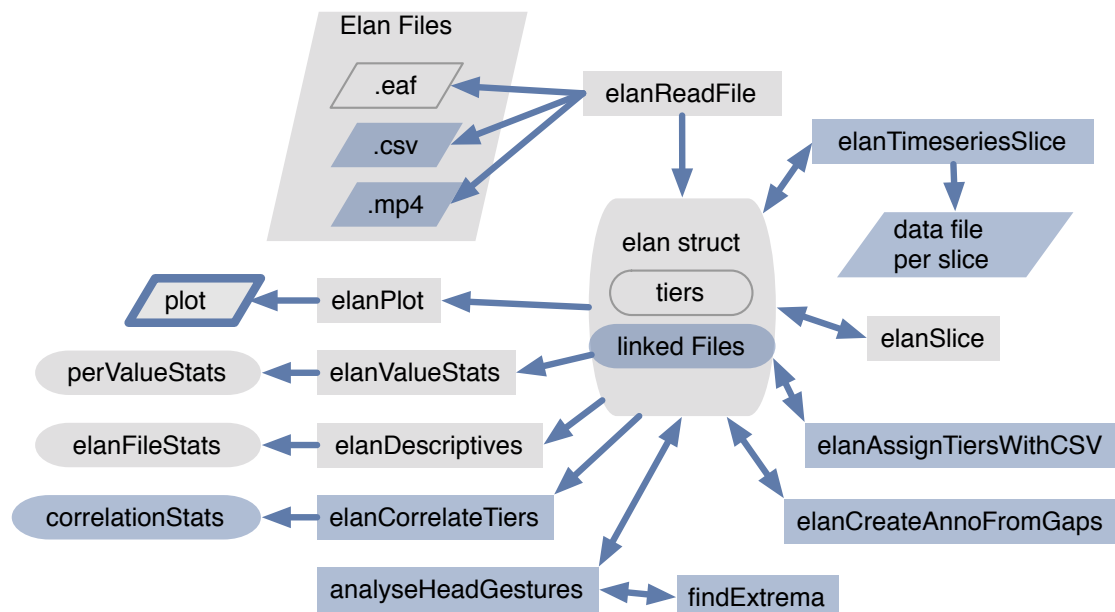 Elan Files
.eaf
.csv
.mp4
elanReadFile
elanTimeseriesSlice
data file
per slice
elan struct
tiers
linked Files
plot
elanPlot
elanSlice
perValueStats
elanValueStats
elanFileStats
elanDescriptives
elanAssignTiersWithCSV
correlationStats
elanCorrelateTiers
elanCreateAnnoFromGaps
analyseHeadGestures
findExtrema